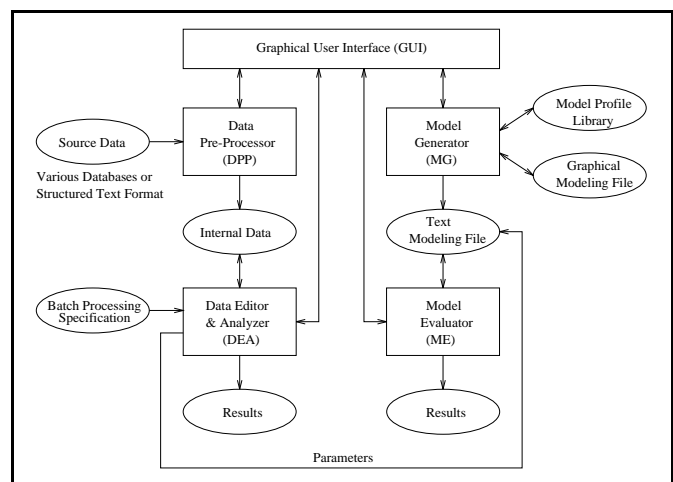 Graphical User Interface (GUI)
Source Data
Various Databases or
Structured Text Format
Data
Pre-Processor
(DPP)
Model
Generator
(MG)
Model Profile
Library
Graphical
Modeling File
Internal Data
Text
Modeling File
Batch Processing
Specification
Data Editor
& Analyzer
(DEA)
Model
Evaluator
(ME)
Results
Results
Parameters